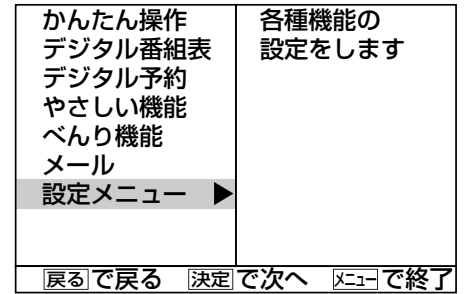 かんたん操作
デジタル番組表
デジタル予約
やさしい機能
べんり機能
メール
設定メニュー ▶
各種機能の
設定をします
戻るで戻る 決定で次へ メニューで終了